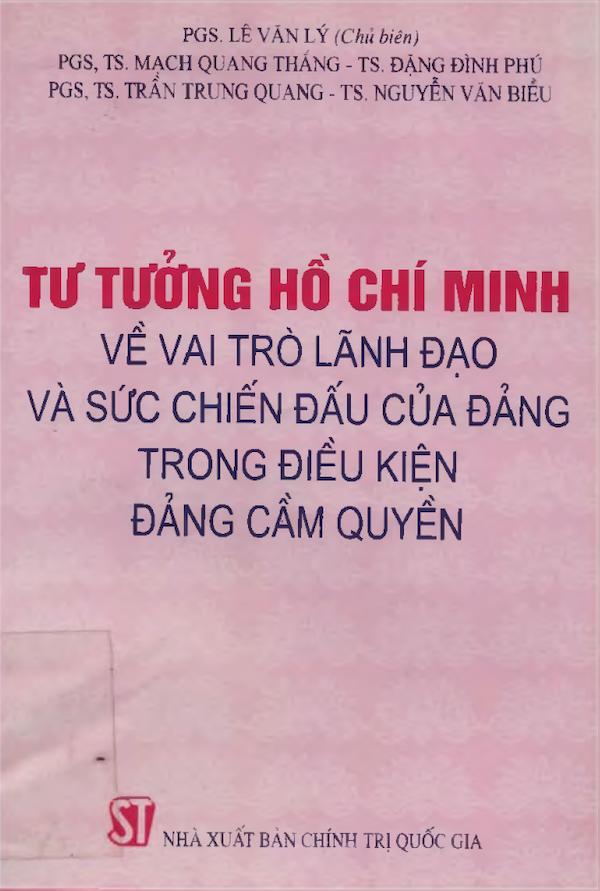 PGS. LÊ VĂN LÝ (Chủ biên)
PGS, TS. MẠCH QUANG THẮNG - TS. ĐẶNG ĐÌNH PHÚ
PGS, TS. TRẦN TRUNG QUANG - TS. NGUYỄN VĂN BIỀU
TƯ TƯỞNG HỒ CHÍ MINH
VỀ VAI TRÒ LÃNH ĐẠO
VÀ SỨC CHIẾN ĐẤU CỦA ĐẢNG
TRONG ĐIỀU KIỆN
ĐẢNG CẦM QUYỀN
ST NHÀ XUẤT BẢN CHÍNH TRỊ QUỐC GIA